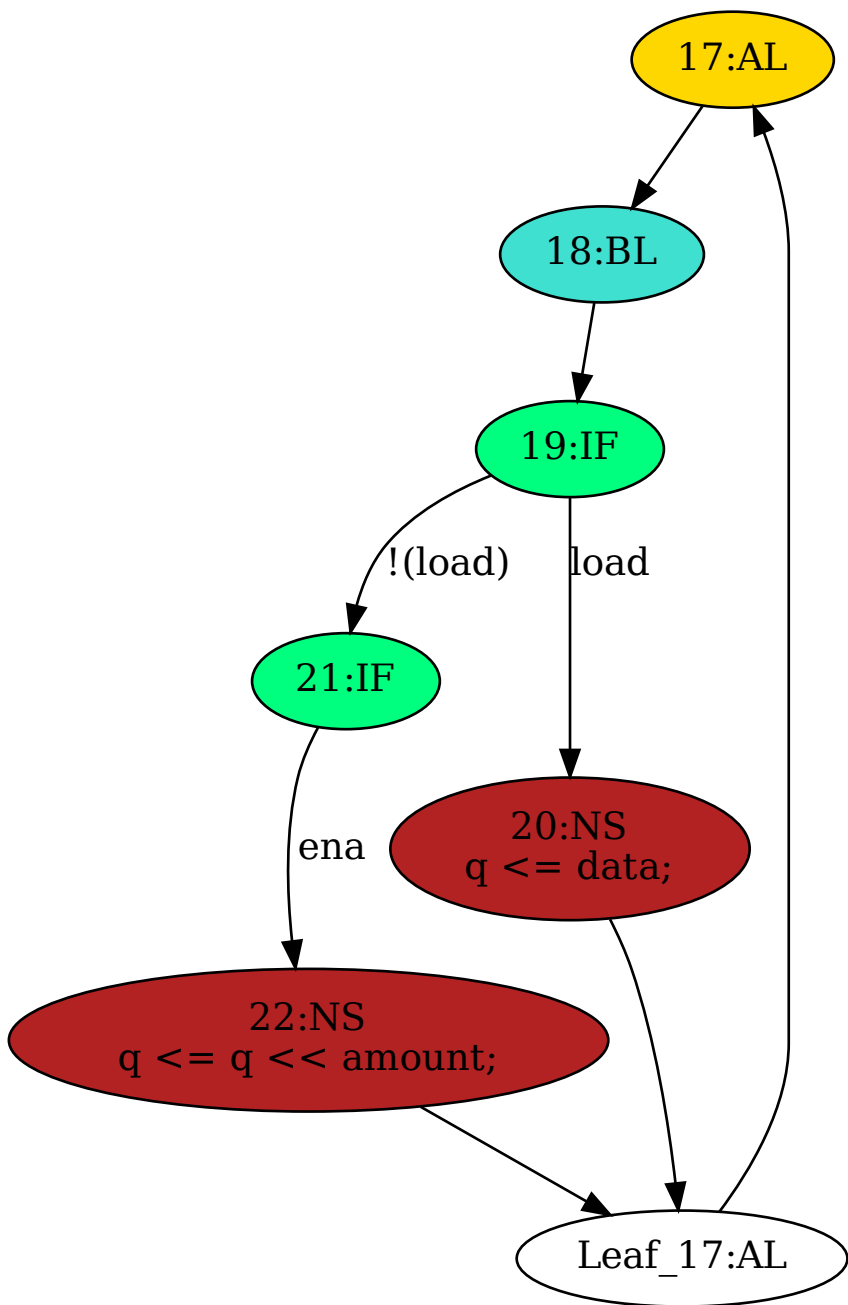 17:AL
18:BL
19:IF
!(load)
load
21:IF
20:NS
q <= data;
ena
22:NS
q <= q << amount;
Leaf_17:AL